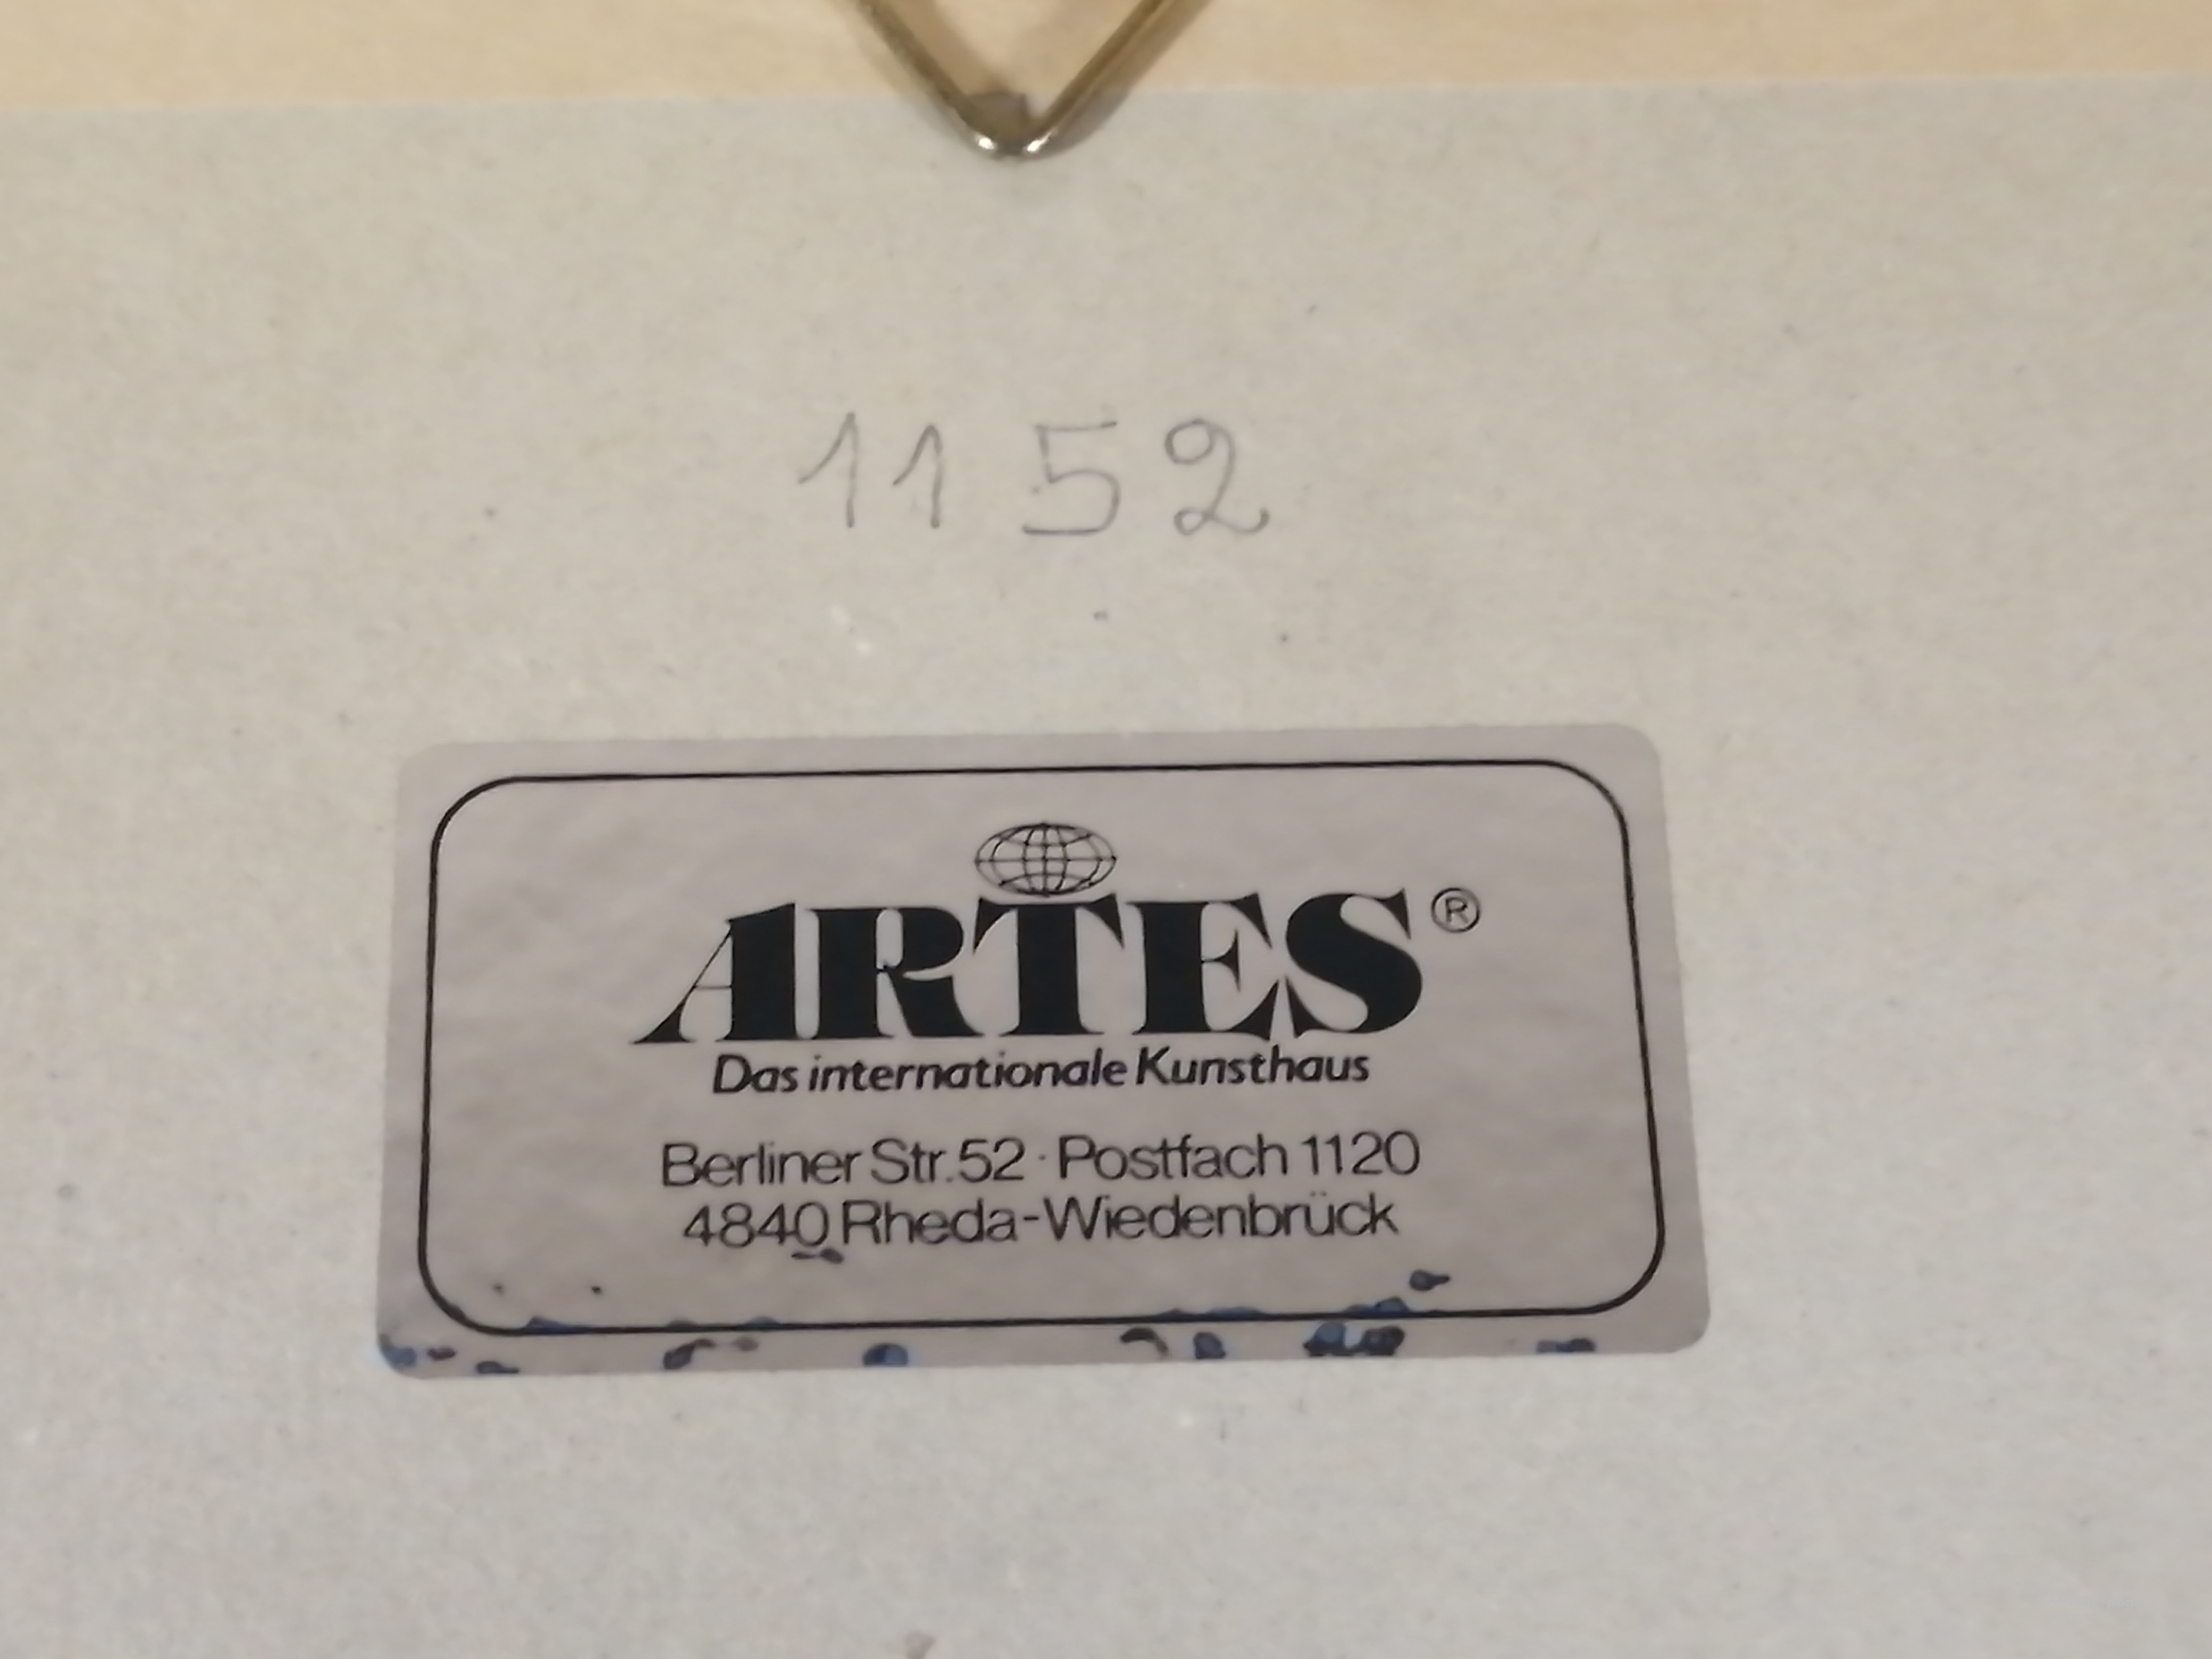 1152
ARTES®
Das internationale Kunsthaus
Berliner Str. 52 · Postfach 1120
4840 Rheda-Wiedenbrück